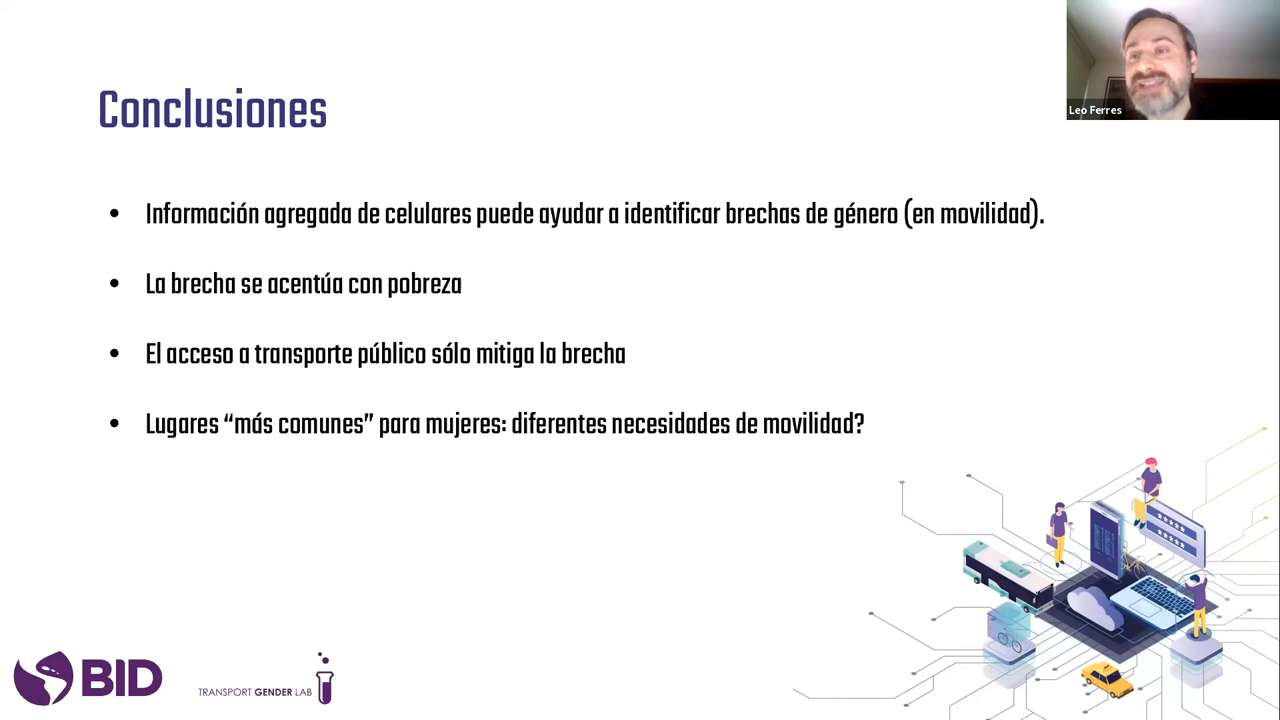 Conclusiones
Leo Ferres
• Información agregada de celulares puede ayudar a identificar brechas de género (en movilidad).
• La brecha se acentúa con pobreza
• El acceso a transporte público sólo mitiga la brecha
• Lugares “más comunes” para mujeres: diferentes necesidades de movilidad?
BID
TRANSPORT GENDER LAB